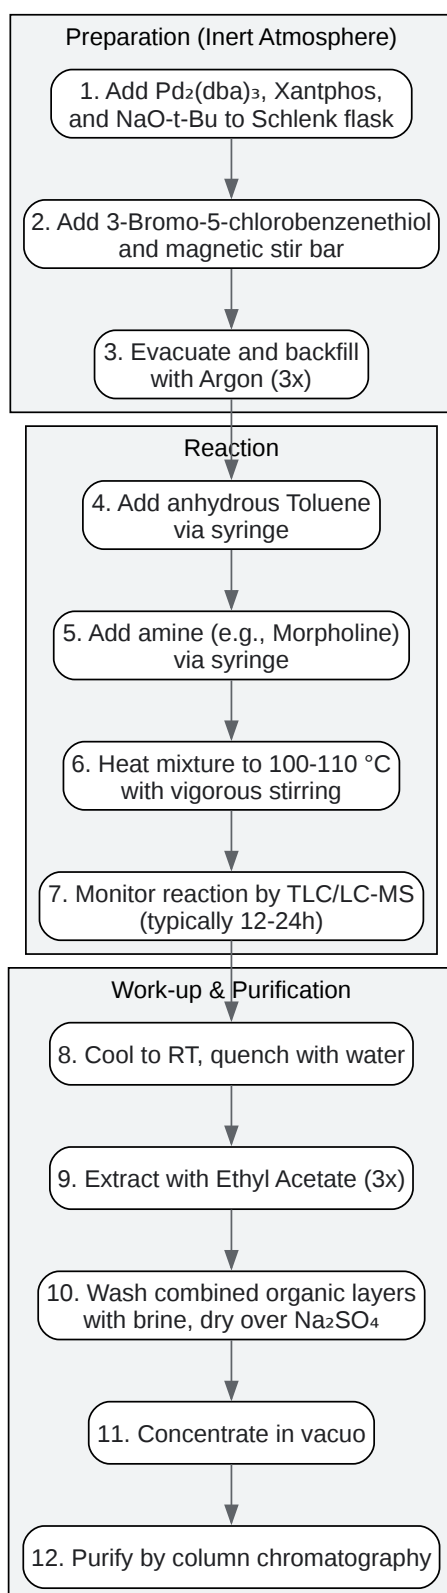 Preparation (Inert Atmosphere)
1. Add Pd₂(dba)₃, Xantphos,
and NaO-t-Bu to Schlenk flask
2. Add 3-Bromo-5-chlorobenzenethiol
and magnetic stir bar
3. Evacuate and backfill
with Argon (3x)
Reaction
4. Add anhydrous Toluene
via syringe
5. Add amine (e.g., Morpholine)
via syringe
6. Heat mixture to 100-110 °C
with vigorous stirring
7. Monitor reaction by TLC/LC-MS
(typically 12-24h)
Work-up & Purification
8. Cool to RT, quench with water
9. Extract with Ethyl Acetate (3x)
10. Wash combined organic layers
with brine, dry over Na₂SO₄
11. Concentrate in vacuo
12. Purify by column chromatography